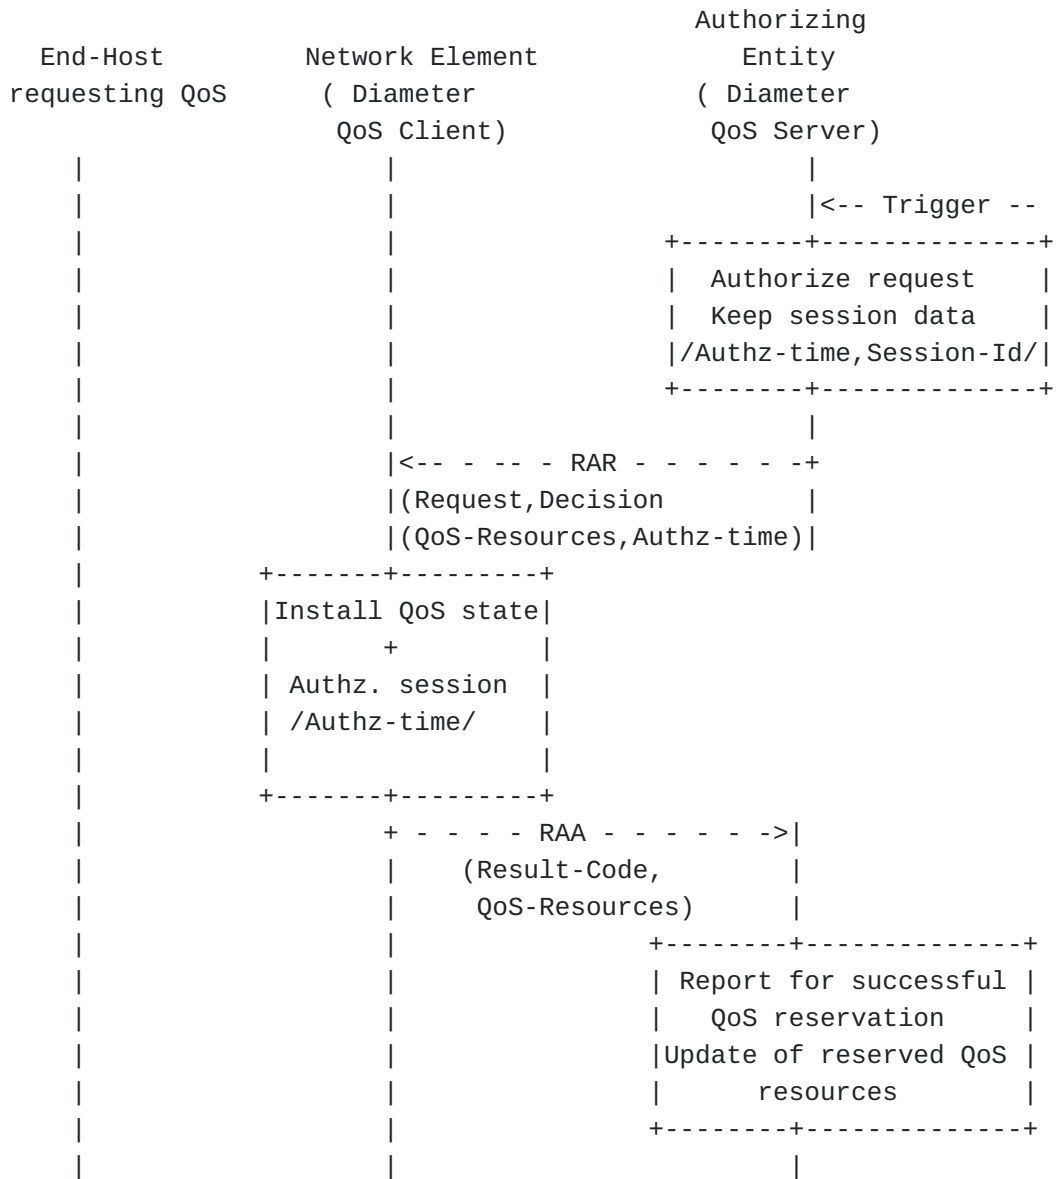 Authorizing
  End-Host         Network Element             Entity
requesting QoS      ( Diameter              ( Diameter
                     QoS Client)             QoS Server)
    |                   |                          |
    |                   |                          |<-- Trigger --
    |                   |                 +--------+--------------+
    |                   |                 |  Authorize request    |
    |                   |                 |  Keep session data    |
    |                   |                 |/Authz-time,Session-Id/|
    |                   |                 +--------+--------------+
    |                   |                          |
    |                   |<-- - -- - RAR - - - - - -+
    |                   |(Request,Decision         |
    |                   |(QoS-Resources,Authz-time)|
    |           +-------+---------+
    |           |Install QoS state|
    |           |       +         |
    |           | Authz. session  |
    |           | /Authz-time/    |
    |           |                 |
    |           +-------+---------+
    |                   + - - - - RAA - - - - - ->|
    |                   |    (Result-Code,        |
    |                   |     QoS-Resources)      |
    |                   |                +--------+--------------+
    |                   |                | Report for successful |
    |                   |                |   QoS reservation     |
    |                   |                |Update of reserved QoS |
    |                   |                |      resources        |
    |                   |                +--------+--------------+
    |                   |                         |